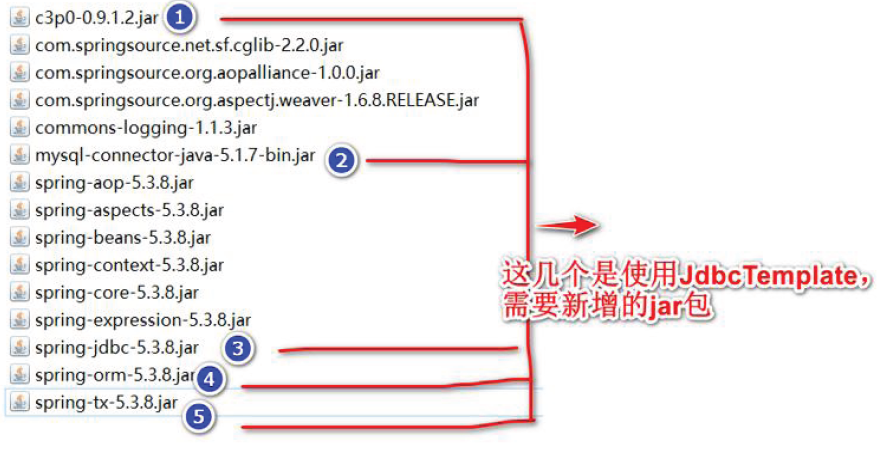 c3p0-0.9.1.2.jar 1
com.springsource.net.sf.cglib-2.2.0.jar
com.springsource.org.aopalliance-1.0.0.jar
com.springsource.org.aspectj.weaver-1.6.8.RELEASE.jar
commons-logging-1.1.3.jar
mysql-connector-java-5.1.7-bin.jar 2
spring-aop-5.3.8.jar
spring-aspects-5.3.8.jar
spring-beans-5.3.8.jar
spring-context-5.3.8.jar
spring-core-5.3.8.jar
spring-expression-5.3.8.jar
spring-jdbc-5.3.8.jar 3
spring-orm-5.3.8.jar 4
spring-tx-5.3.8.jar 5
这几个是使用JdbcTemplate，
需要新增的jar包